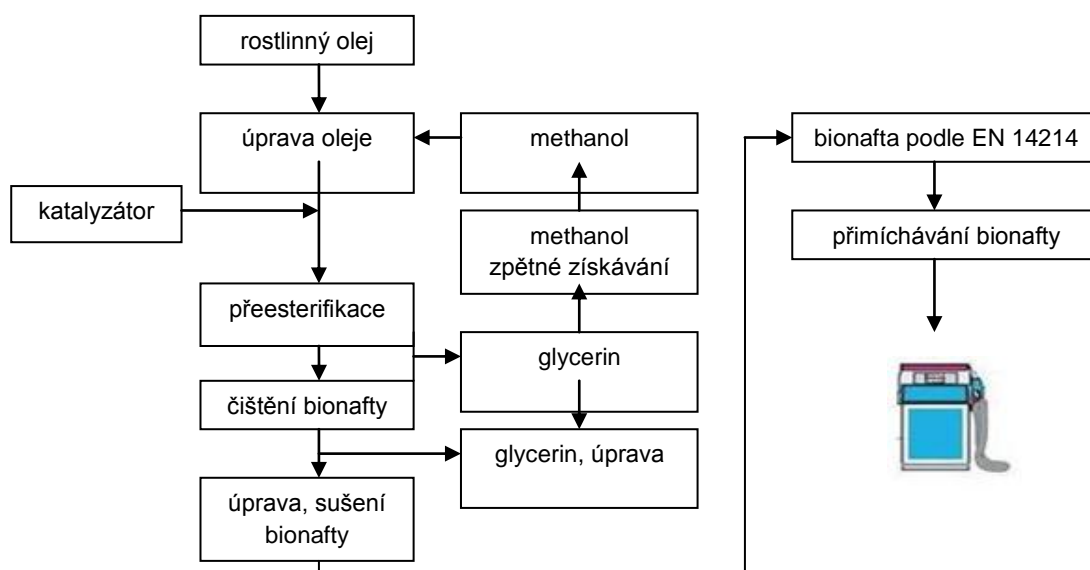 rostlinný olej
úprava oleje
katalyzátor
přeesterifikace
čištění bionafty
úprava, sušení
bionafty
methanol
methanol
zpětné získávání
glycerin
glycerin, úprava
bionafta podle EN 14214
přimíchávání bionafty